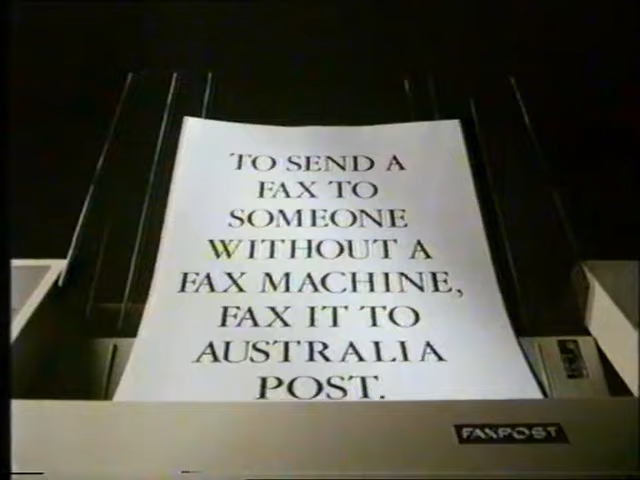 TO SEND A
FAX TO
SOMEONE
WITHOUT A
FAX MACHINE,
FAX IT TO
AUSTRALIA
POST.
FAXPOST